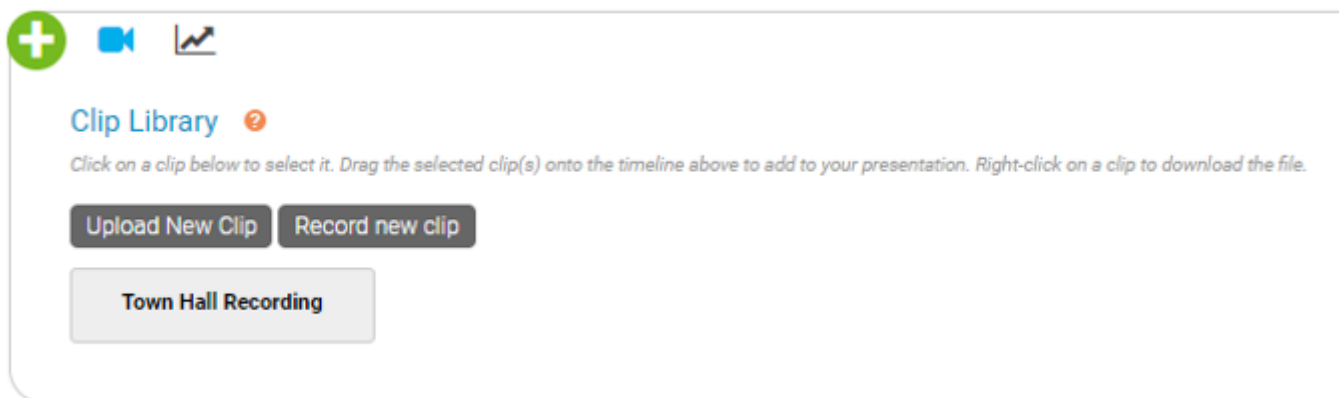 Clip Library
Click on a clip below to select it. Drag the selected clip(s) onto the timeline above to add to your presentation. Right-click on a clip to download the file.
Upload New Clip Record new clip
Town Hall Recording